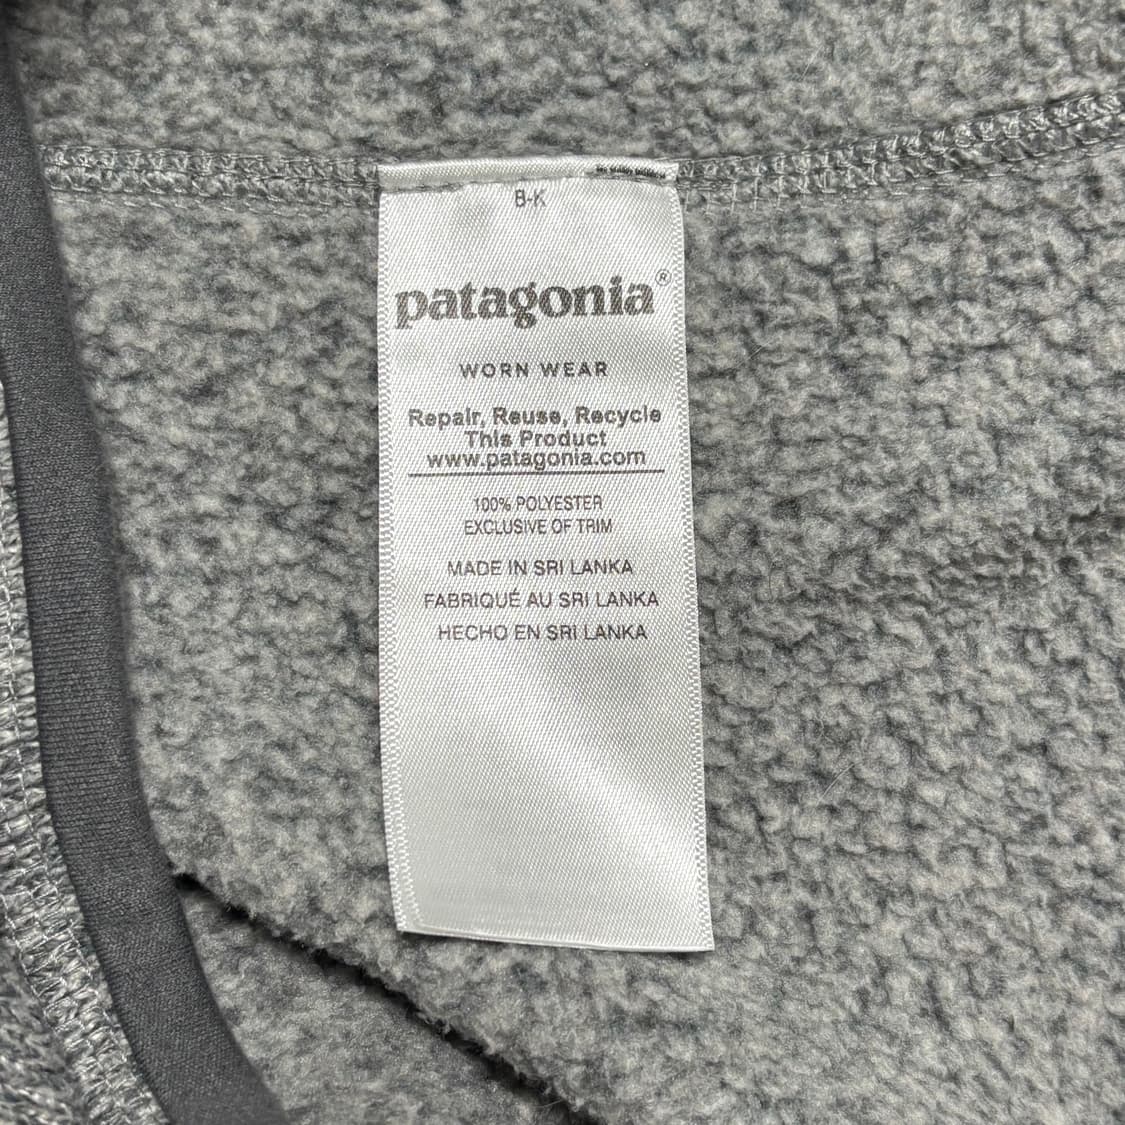 B-K
patagonia®
WORN WEAR
Repair, Reuse, Recycle
This Product
www.patagonia.com
100% POLYESTER
EXCLUSIVE OF TRIM
MADE IN SRI LANKA
FABRIQUÉ AU SRI LANKA
HECHO EN SRI LANKA